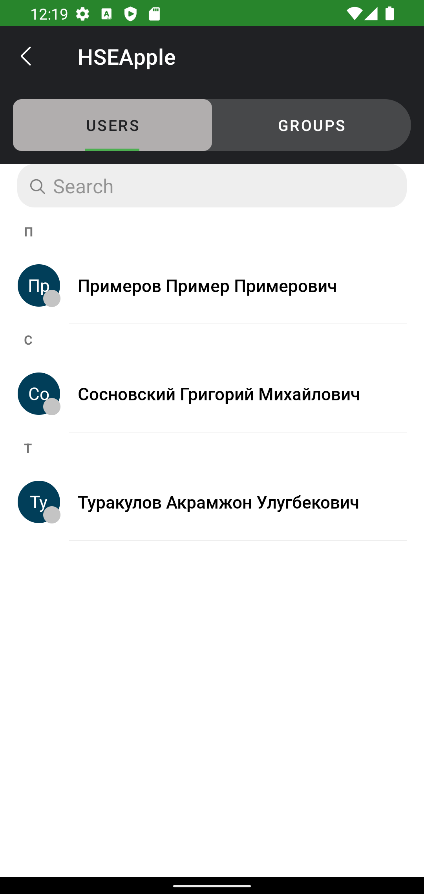 12:19
HSEApple
USERS
GROUPS
Search
П
Пр
Примеров Пример Примерович
С
Со
Сосновский Григорий Михайлович
Т
Ту
Туракулов Акрамжон Улугбекович